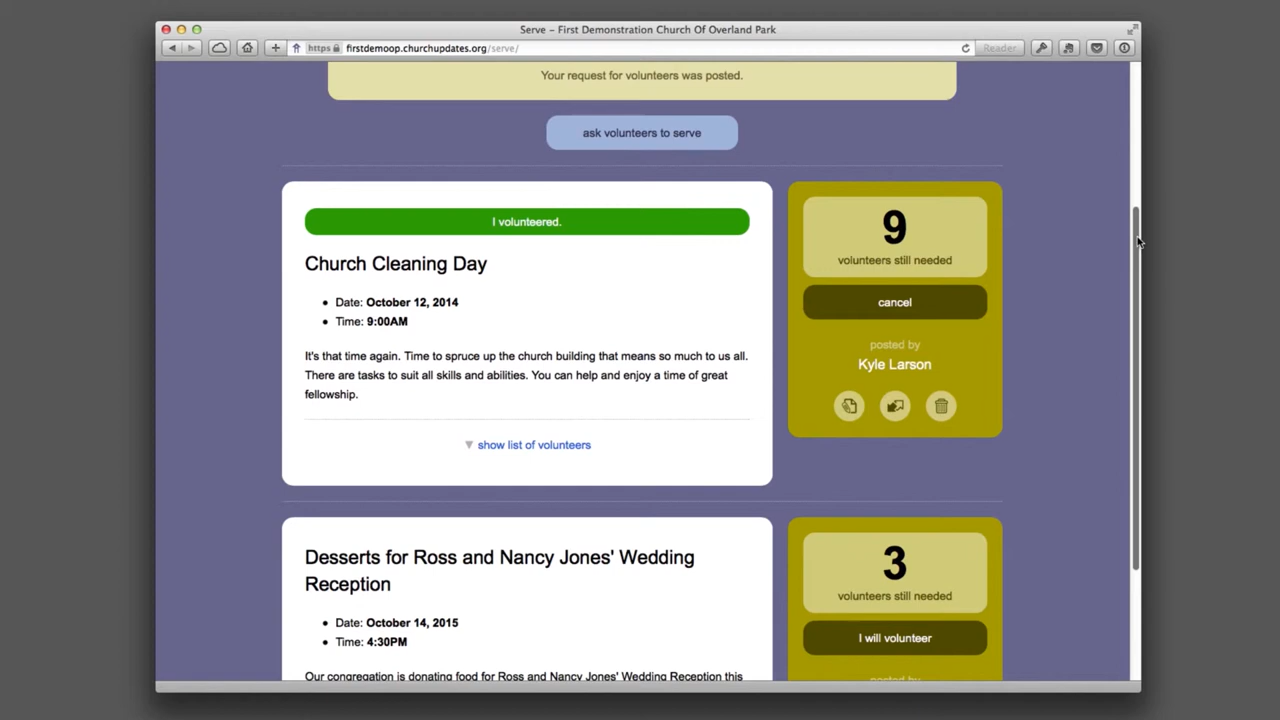 Serve – First Demonstration Church Of Overland Park
https firstdemoop.churchupdates.org/serve/
Reader
Your request for volunteers was posted.
ask volunteers to serve
I volunteered.
Church Cleaning Day
• Date: October 12, 2014
• Time: 9:00AM
It's that time again. Time to spruce up the church building that means so much to us all.
There are tasks to suit all skills and abilities. You can help and enjoy a time of great
fellowship.
▼ show list of volunteers
9
volunteers still needed
cancel
posted by
Kyle Larson
Desserts for Ross and Nancy Jones' Wedding
Reception
• Date: October 14, 2015
• Time: 4:30PM
Our congregation is donating food for Ross and Nancy Jones' Wedding Reception this
3
volunteers still needed
I will volunteer
posted by